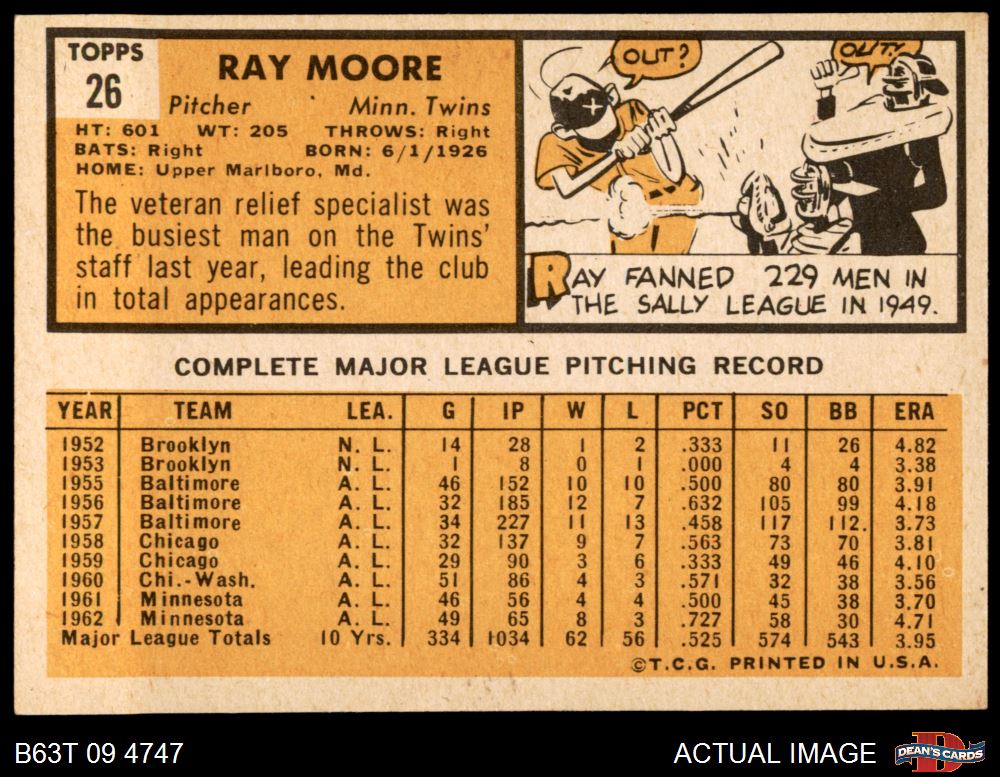 TOPPS
26
RAY MOORE
Pitcher Minn. Twins
HT: 601 WT: 205 THROWS: Right
BATS: Right BORN: 6/1/1926
HOME: Upper Marlboro, Md.
The veteran relief specialist was
the busiest man on the Twins'
staff last year, leading the club
in total appearances.
OUT?
OUT!
RAY FANNED 229 MEN IN
THE SALLY LEAGUE IN 1949.
COMPLETE MAJOR LEAGUE PITCHING RECORD
YEAR TEAM LEA. G IP W L PCT SO BB ERA
1952 Brooklyn N. L. 14 28 1 2 .333 11 26 4.82
1953 Brooklyn N. L. 1 8 0 1 .000 4 4 3.38
1955 Baltimore A. L. 46 152 10 10 .500 80 80 3.91
1956 Baltimore A. L. 32 185 12 7 .632 105 99 4.18
1957 Baltimore A. L. 34 227 11 13 .458 117 112. 3.73
1958 Chicago A. L. 32 137 9 7 .563 73 70 3.81
1959 Chicago A. L. 29 90 3 6 .333 49 46 4.10
1960 Chi.-Wash. A. L. 51 86 4 3 .571 32 38 3.56
1961 Minnesota A. L. 46 56 4 4 .500 45 38 3.70
1962 Minnesota A. L. 49 65 8 3 .727 58 30 4.71
Major League Totals 10 Yrs. 334 1034 62 56 .525 574 543 3.95
©T.C.G. PRINTED IN U.S.A.
B63T 09 4747
ACTUAL IMAGE
DEAN'S CARDS